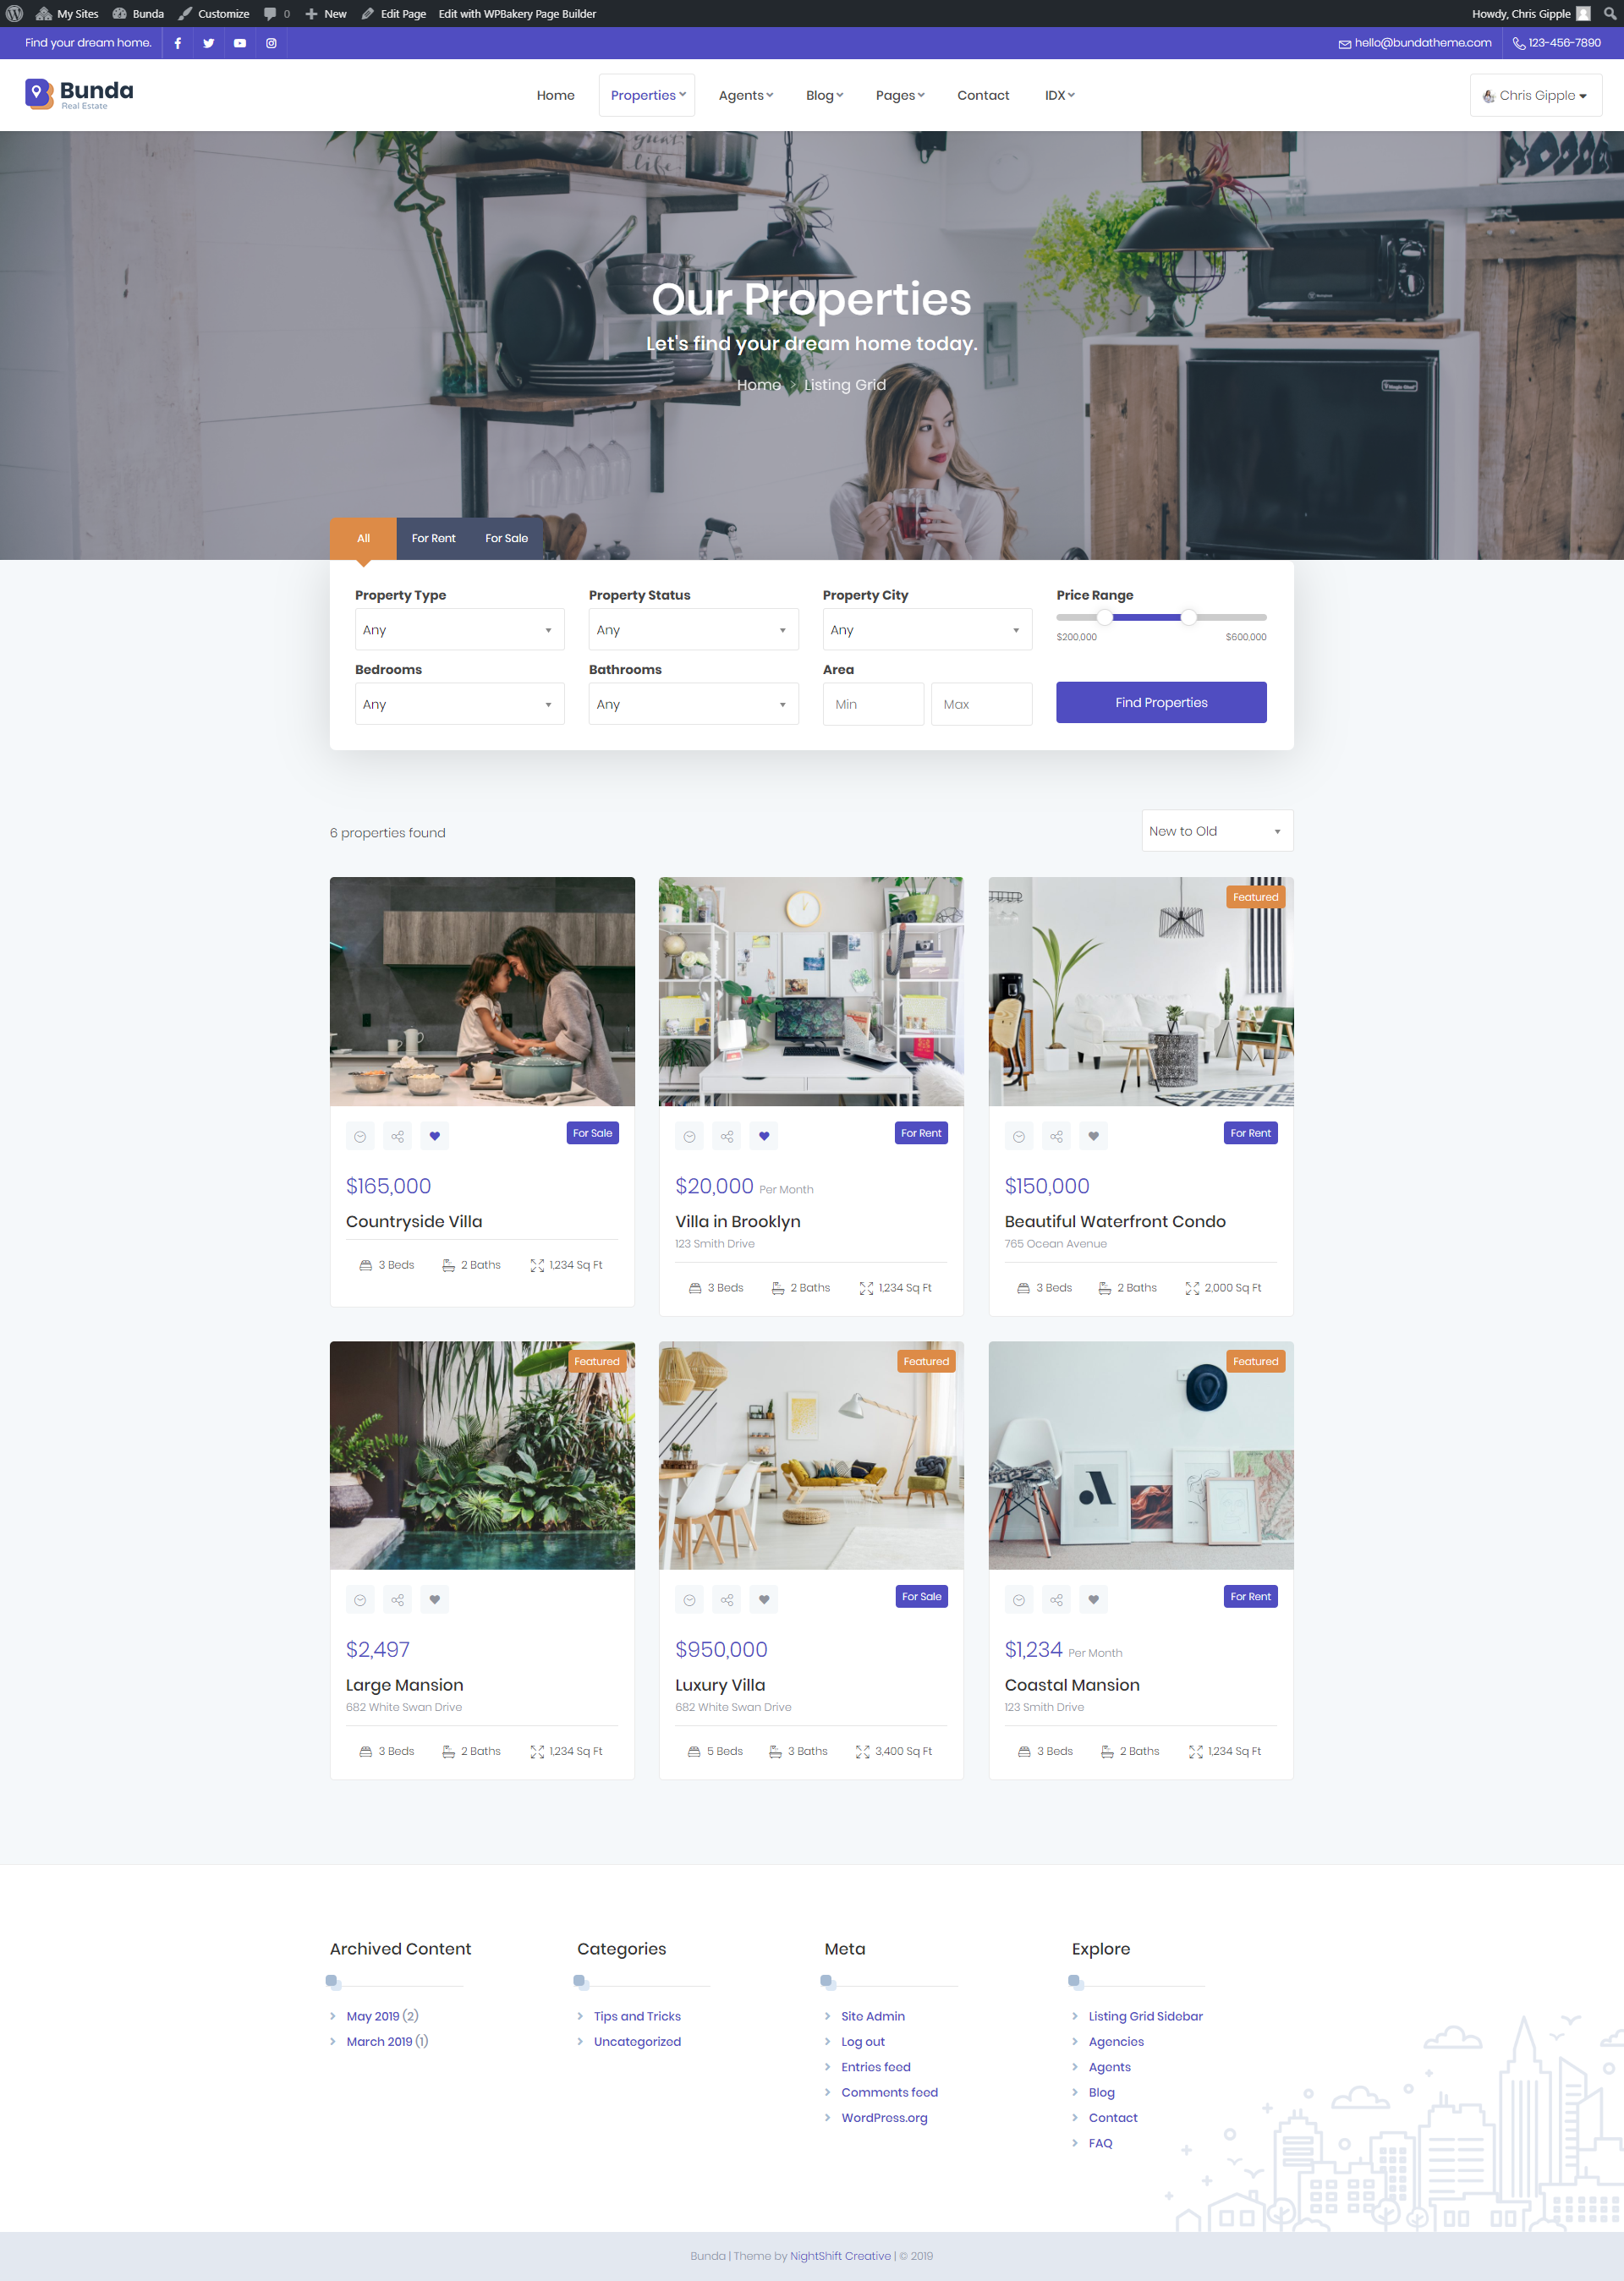 My Sites Bunda Customize 0 New Edit Page Edit with WPBakery Page Builder Howdy, Chris Gipple
Find your dream home. hello@bundatheme.com 123-456-7890
Bunda
Real Estate
Home Properties Agents Blog Pages Contact IDX Chris Gipple
Our Properties
Let's find your dream home today.
Home > Listing Grid
All For Rent For Sale
Property Type Property Status Property City Price Range
Any Any Any
$200,000 $600,000
Bedrooms Bathrooms Area
Any Any Min Max Find Properties
6 properties found New to Old
Featured
For Sale For Rent For Rent
$165,000 $20,000 Per Month $150,000
Countryside Villa Villa in Brooklyn Beautiful Waterfront Condo
123 Smith Drive 765 Ocean Avenue
3 Beds 2 Baths 1,234 Sq Ft
3 Beds 2 Baths 1,234 Sq Ft 3 Beds 2 Baths 2,000 Sq Ft
Featured Featured Featured
For Sale For Rent
$2,497 $950,000 $1,234 Per Month
Large Mansion Luxury Villa Coastal Mansion
682 White Swan Drive 682 White Swan Drive 123 Smith Drive
3 Beds 2 Baths 1,234 Sq Ft 5 Beds 3 Baths 3,400 Sq Ft 3 Beds 2 Baths 1,234 Sq Ft
Archived Content Categories Meta Explore
May 2019 (2) Tips and Tricks Site Admin Listing Grid Sidebar
March 2019 (1) Uncategorized Log out Agencies
Entries feed Agents
Comments feed Blog
WordPress.org Contact
FAQ
Bunda | Theme by NightShift Creative | © 2019